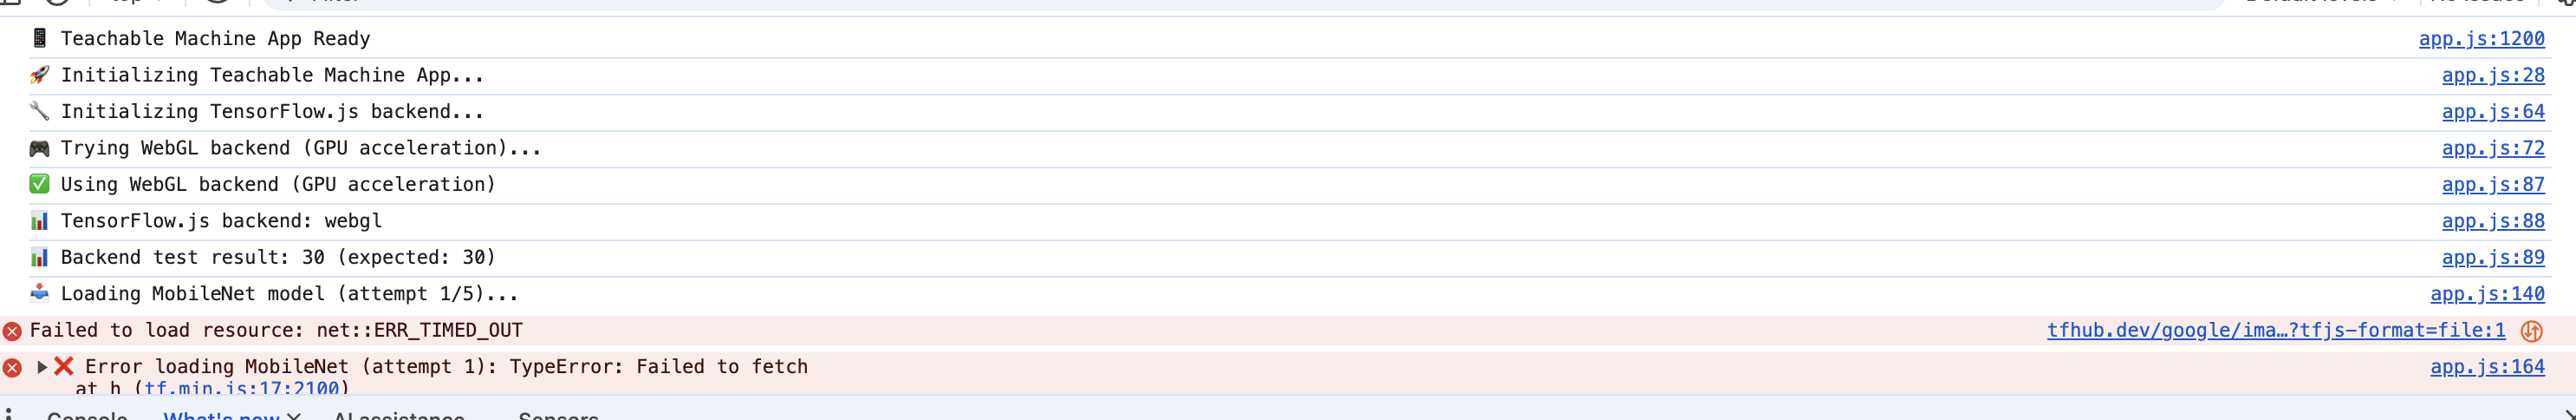 Teachable Machine App Ready app.js:1200
🚀 Initializing Teachable Machine App... app.js:28
🔧 Initializing TensorFlow.js backend... app.js:64
🎮 Trying WebGL backend (GPU acceleration)... app.js:72
✅ Using WebGL backend (GPU acceleration) app.js:87
📊 TensorFlow.js backend: webgl app.js:88
📊 Backend test result: 30 (expected: 30) app.js:89
📥 Loading MobileNet model (attempt 1/5)... app.js:140
Failed to load resource: net::ERR_TIMED_OUT tfhub.dev/google/ima…?tfjs-format=file:1
❌ Error loading MobileNet (attempt 1): TypeError: Failed to fetch app.js:164
at h (tf.min.js:17:2100)
Console What's new AI assistance Sensors